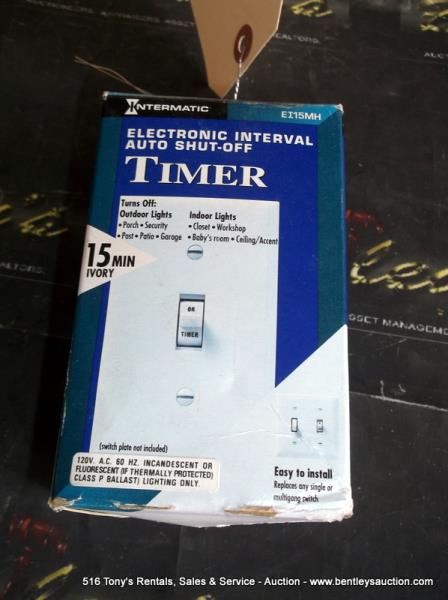 INTERMATIC
EI15MH
ELECTRONIC INTERVAL
AUTO SHUT-OFF
TIMER
Turns Off:
Outdoor Lights
• Porch • Security
• Post • Patio • Garage
Indoor Lights
• Closet • Workshop
• Baby's room • Ceiling/Accent
15 MIN
IVORY
ON
TIMER
(switch plate not included)
120V. A.C. 60 HZ. INCANDESCENT OR
FLUORESCENT (IF THERMALLY PROTECTED)
CLASS P BALLAST) LIGHTING ONLY.
Easy to install
Replaces any single or
multigang switch
ASSET MANAGEMENT
516 Tony's Rentals, Sales & Service - Auction - www.bentleysauction.com